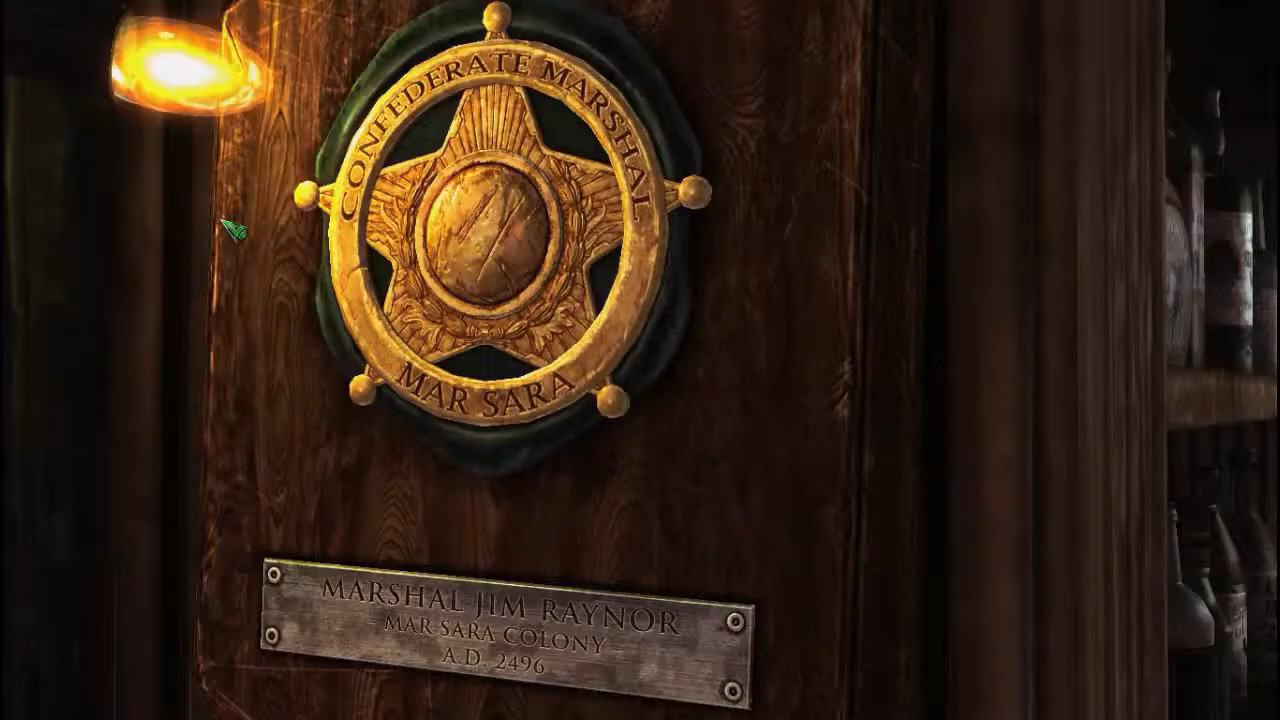 CONFEDERATE MARSHAL
MAR SARA
MARSHAL JIM RAYNOR
- MAR SARA COLONY -
A.D. 2496